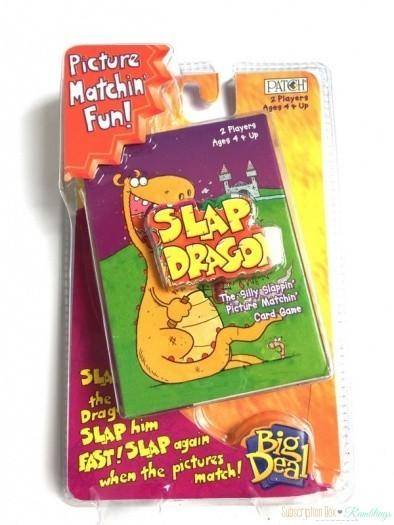 Picture
Matchin'
Fun!
PATCH
2 Players
Ages 4 & Up
2 Players
Ages 4 & Up
SLAP
DRAGO
The Silly Slappin'
Picture Matchin'
Card Game
SLA
the
Drag
SLAP him
FAST! SLAP again
when the pictures
match!
Big
Deal
Subscription Box Ramblings